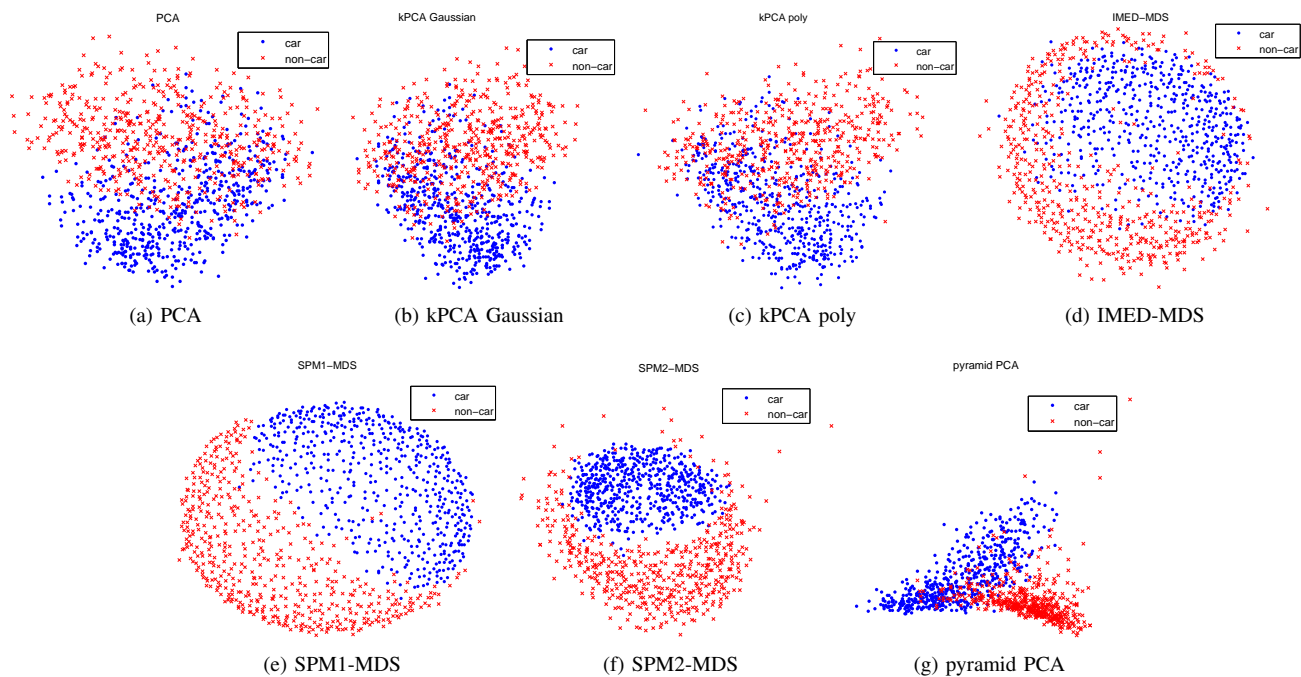 PCA
car
non-car
(a) PCA
kPCA Gaussian
car
non-car
(b) kPCA Gaussian
kPCA poly
car
non-car
(c) kPCA poly
IMED-MDS
car
non-car
(d) IMED-MDS
SPM1-MDS
car
non-car
(e) SPM1-MDS
SPM2-MDS
car
non-car
(f) SPM2-MDS
pyramid PCA
car
non-car
(g) pyramid PCA